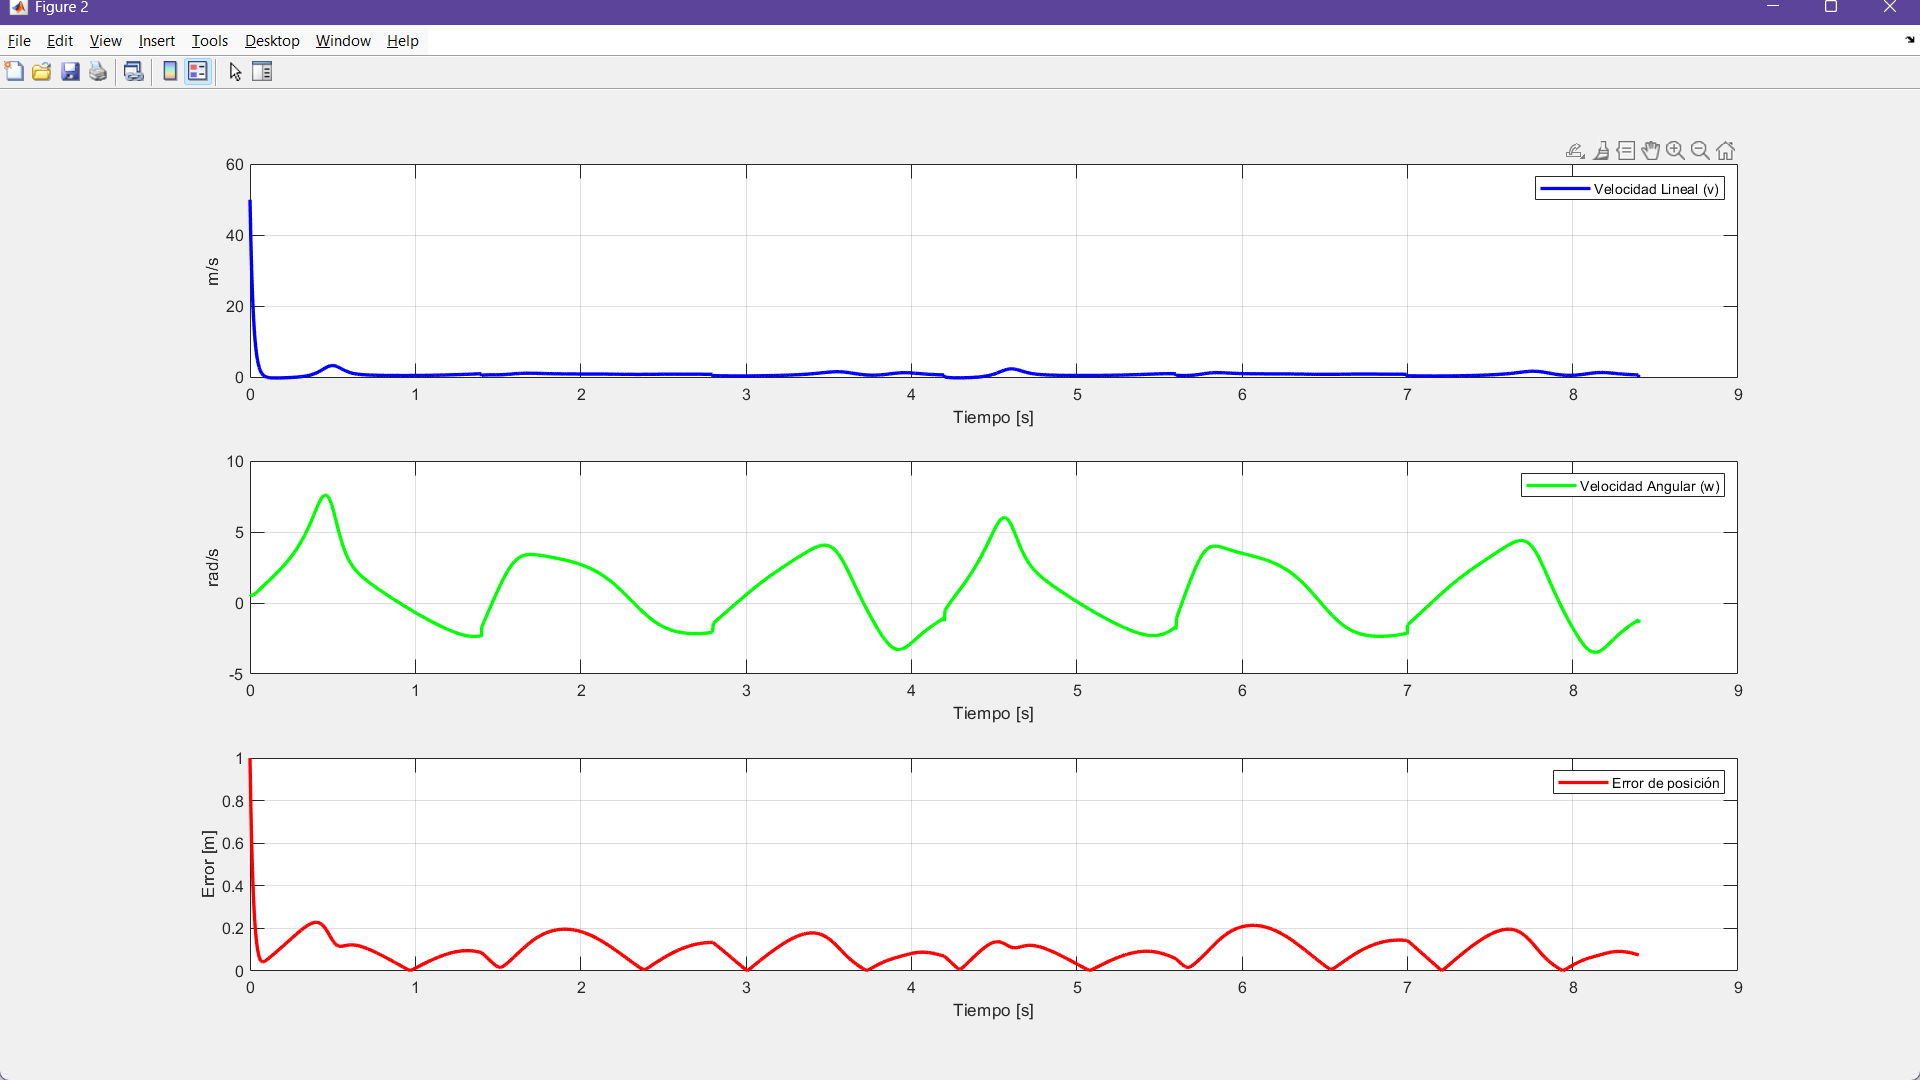 Figure 2
File Edit View Insert Tools Desktop Window Help
60
40
20
0
m/s
Velocidad Lineal (v)
0 1 2 3 4 5 6 7 8 9
Tiempo [s]
10
5
0
-5
rad/s
Velocidad Angular (w)
0 1 2 3 4 5 6 7 8 9
Tiempo [s]
1
0.8
0.6
0.4
0.2
0
Error [m]
Error de posición
0 1 2 3 4 5 6 7 8 9
Tiempo [s]